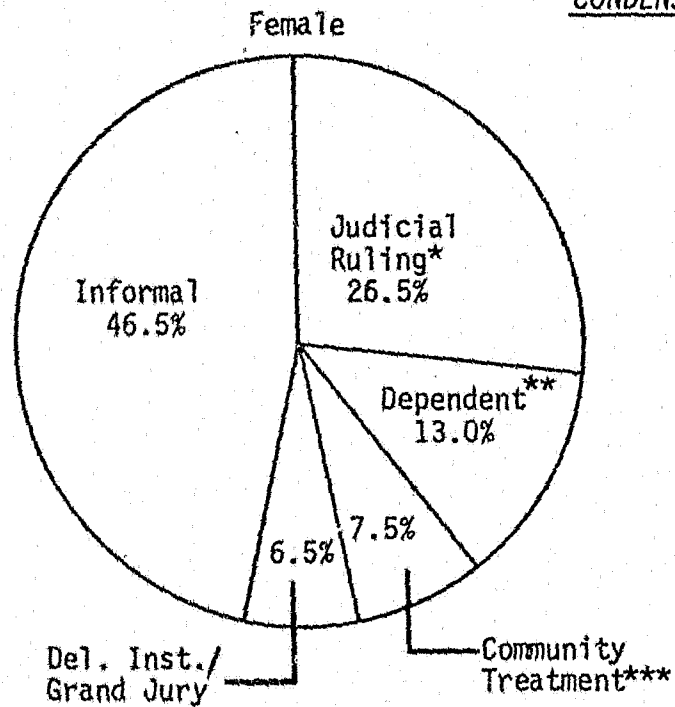 Female
Judicial
Ruling*
26.5%
Informal
46.5%
Dependent**
13.0%
7.5%
6.5%
Del. Inst./
Grand Jury
Community
Treatment***